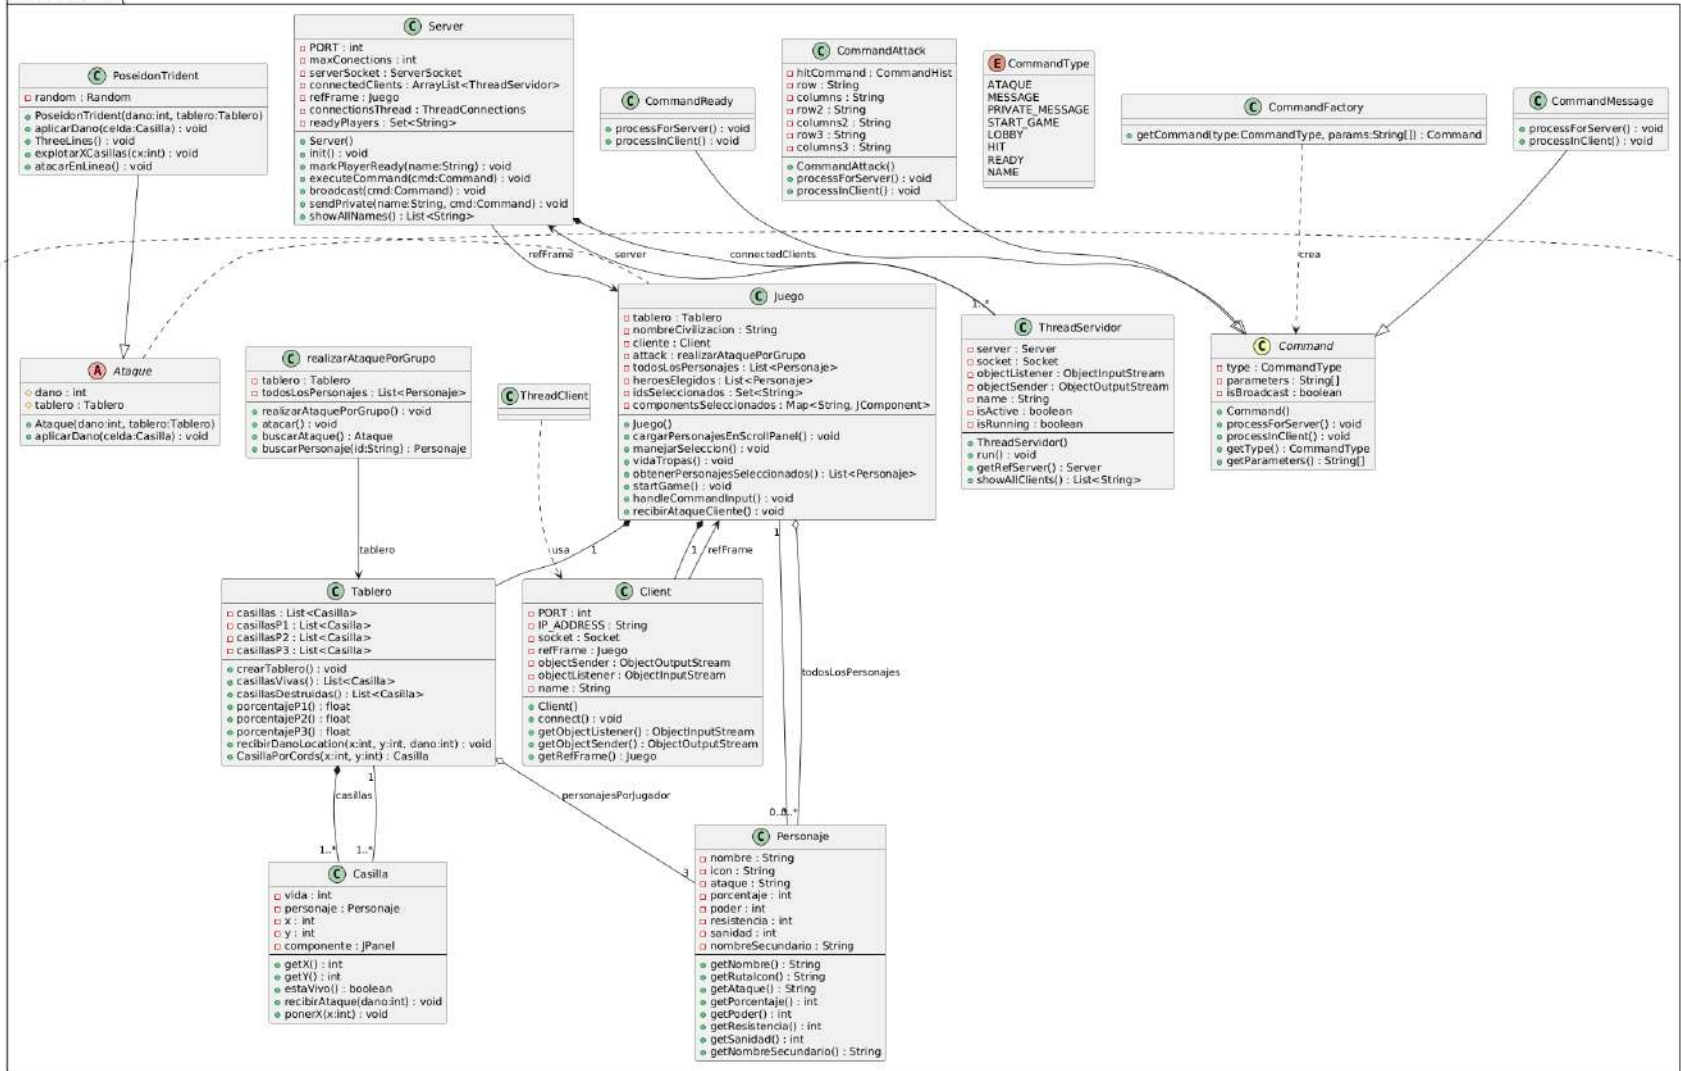 C Server
PORT : int
maxConections : int
serverSocket : ServerSocket
connectedClients : ArrayList<ThreadServidor>
refFrame : Juego
connectionsThread : ThreadConnections
readyPlayers : Set<String>
Server()
init() : void
markPlayerReady(name:String) : void
executeCommand(cmd:Command) : void
broadcast(cmd:Command) : void
sendPrivate(name:String, cmd:Command) : void
showAllNames() : List<String>
C PoseidonTrident
random : Random
PoseidonTrident(dano:int, tablero:Tablero)
aplicarDano(celda:Casilla) : void
ThreeLines() : void
explotarXCasillas(cx:int) : void
atacarEnLinea() : void
C CommandReady
processForServer() : void
processInClient() : void
C CommandAttack
hitCommand : CommandHist
row : String
columns : String
row2 : String
columns2 : String
row3 : String
columns3 : String
CommandAttack()
processForServer() : void
processInClient() : void
E CommandType
ATAQUE
MESSAGE
PRIVATE_MESSAGE
START_GAME
LOBBY
HIT
READY
NAME
C CommandFactory
getCommand(type:CommandType, params:String[]) : Command
C CommandMessage
processForServer() : void
processInClient() : void
refFrame
server
connectedClients
1..*
crea
A Ataque
dano : int
tablero : Tablero
Ataque(dano:int, tablero:Tablero)
aplicarDano(celda:Casilla) : void
C realizarAtaquePorGrupo
tablero : Tablero
todosLosPersonajes : List<Personaje>
realizarAtaquePorGrupo() : void
atacar() : void
buscarAtaque() : Ataque
buscarPersonaje(id:String) : Personaje
C ThreadClient
C Juego
tablero : Tablero
nombreCivilizacion : String
cliente : Client
attack : realizarAtaquePorGrupo
todosLosPersonajes : List<Personaje>
heroesElegidos : List<Personaje>
idsSeleccionados : Set<String>
componentsSeleccionados : Map<String, JComponent>
Juego()
cargarPersonajesEnScrollPanel() : void
manejarSeleccion() : void
vidaTropas() : void
obtenerPersonajesSeleccionados() : List<Personaje>
startGame() : void
handleCommandInput() : void
recibirAtaqueCliente() : void
C ThreadServidor
server : Server
socket : Socket
objectListener : ObjectInputStream
objectSender : ObjectOutputStream
name : String
isActive : boolean
isRunning : boolean
ThreadServidor()
run() : void
getRefServer() : Server
showAllClients() : List<String>
C Command
type : CommandType
parameters : String[]
isBroadcast : boolean
Command()
processForServer() : void
processInClient() : void
getType() : CommandType
getParameters() : String[]
tablero
usa
1
1
refFrame
1
todosLosPersonajes
C Tablero
casillas : List<Casilla>
casillasP1 : List<Casilla>
casillasP2 : List<Casilla>
casillasP3 : List<Casilla>
crearTablero() : void
casillasVivas() : List<Casilla>
casillasDestruidas() : List<Casilla>
porcentajeP1() : float
porcentajeP2() : float
porcentajeP3() : float
recibirDanoLocation(x:int, y:int, dano:int) : void
CasillaPorCords(x:int, y:int) : Casilla
C Client
PORT : int
IP_ADDRESS : String
socket : Socket
refFrame : Juego
objectSender : ObjectOutputStream
objectListener : ObjectInputStream
name : String
Client()
connect() : void
getObjectListener() : ObjectInputStream
getObjectSender() : ObjectOutputStream
getRefFrame() : Juego
casillas
1
personajesPorJugador
1..*
1..*
3
C Casilla
vida : int
personaje : Personaje
x : int
y : int
componente : JPanel
getX() : int
getY() : int
estaVivo() : boolean
recibirAtaque(dano:int) : void
ponerX(x:int) : void
C Personaje
nombre : String
icon : String
ataque : String
porcentaje : int
poder : int
resistencia : int
sanidad : int
nombreSecundario : String
getNombre() : String
getRutaIcon() : String
getAtaque() : String
getPorcentaje() : int
getPoder() : int
getResistencia() : int
getSanidad() : int
getNombreSecundario() : String